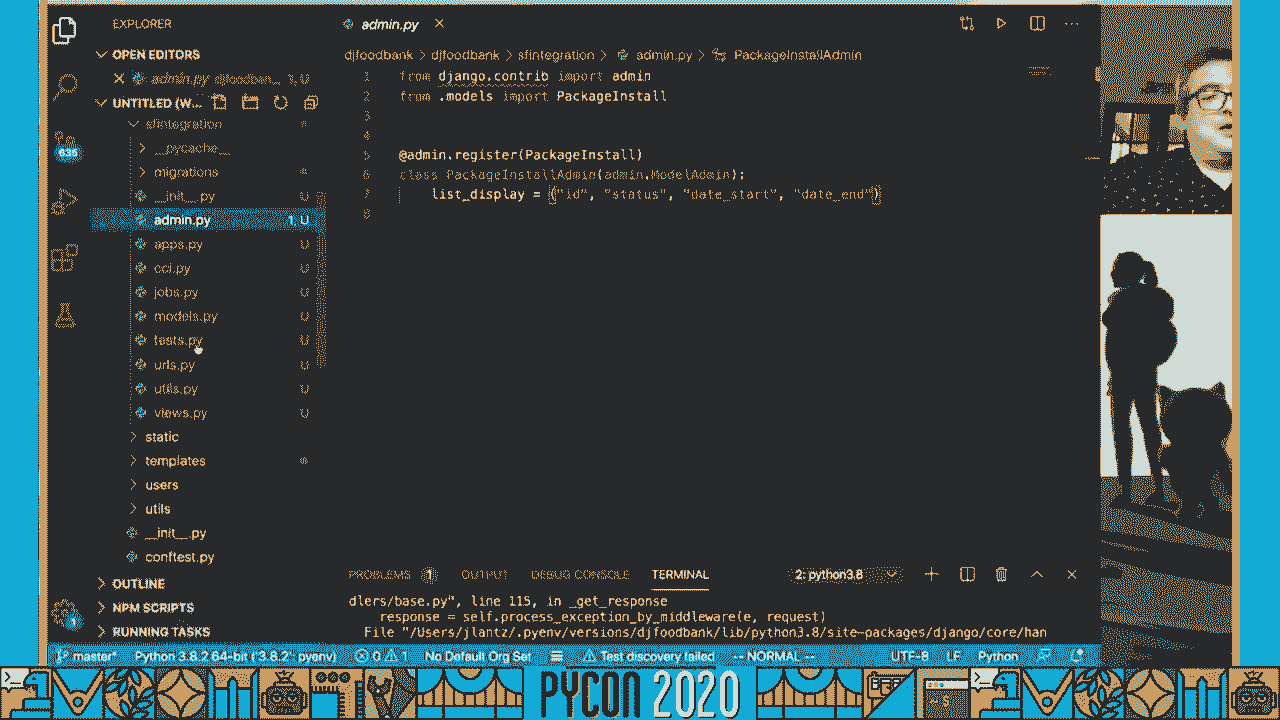 EXPLORER
OPEN EDITORS
admin.py djfoodban... 1, U
UNTITLED (W...
sfintegration
__pycache__
migrations
__init__.py U
admin.py 1, U
apps.py U
cci.py U
jobs.py U
models.py U
tests.py U
urls.py U
utils.py U
views.py U
static
templates
users
utils
__init__.py
conftest.py
OUTLINE
NPM SCRIPTS
RUNNING TASKS
635
admin.py
djfoodbank > djfoodbank > sfintegration > admin.py > PackageInstallAdmin
1 from django.contrib import admin
2 from .models import PackageInstall
3
4
5 @admin.register(PackageInstall)
6 class PackageInstallAdmin(admin.ModelAdmin):
7 list_display = ("id", "status", "date_start", "date_end")
8
PROBLEMS 1 OUTPUT DEBUG CONSOLE TERMINAL 2: python3.8
dlers/base.py", line 115, in _get_response
response = self.process_exception_by_middleware(e, request)
File "/Users/jlantz/.pyenv/versions/djfoodbank/lib/python3.8/site-packages/django/core/han
master* Python 3.8.2 64-bit ('3.8.2': pyenv) 0 1 No Default Org Set Test discovery failed -- NORMAL -- UTF-8 LF Python
PYCON 2020